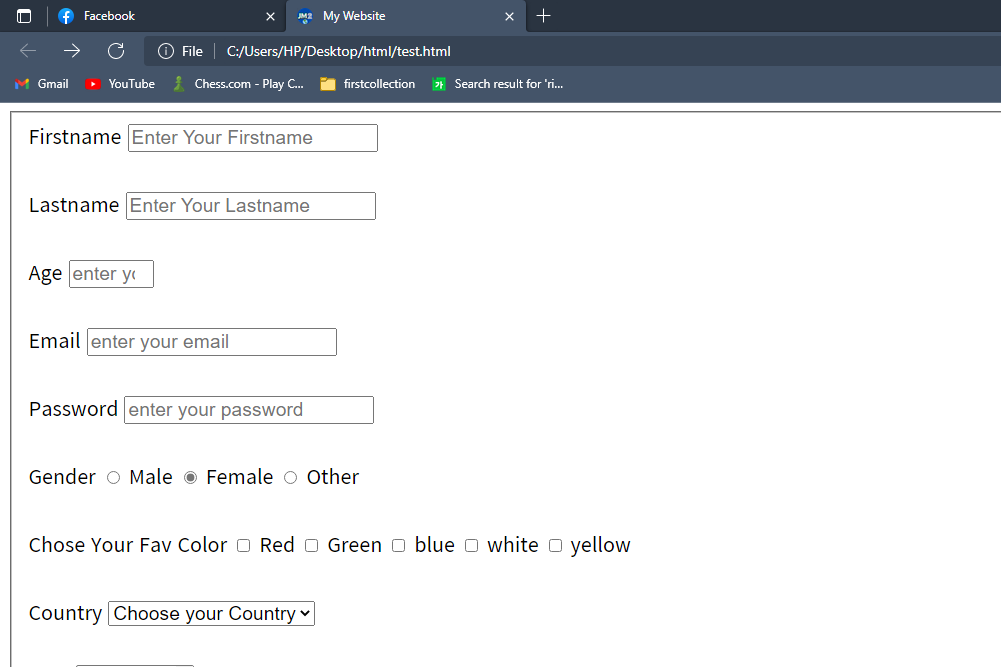 Facebook My Website
File C:/Users/HP/Desktop/html/test.html
Gmail YouTube Chess.com - Play C... firstcollection Search result for 'ri...
Firstname Enter Your Firstname
Lastname Enter Your Lastname
Age enter yo
Email enter your email
Password enter your password
Gender Male Female Other
Chose Your Fav Color Red Green blue white yellow
Country Choose your Country